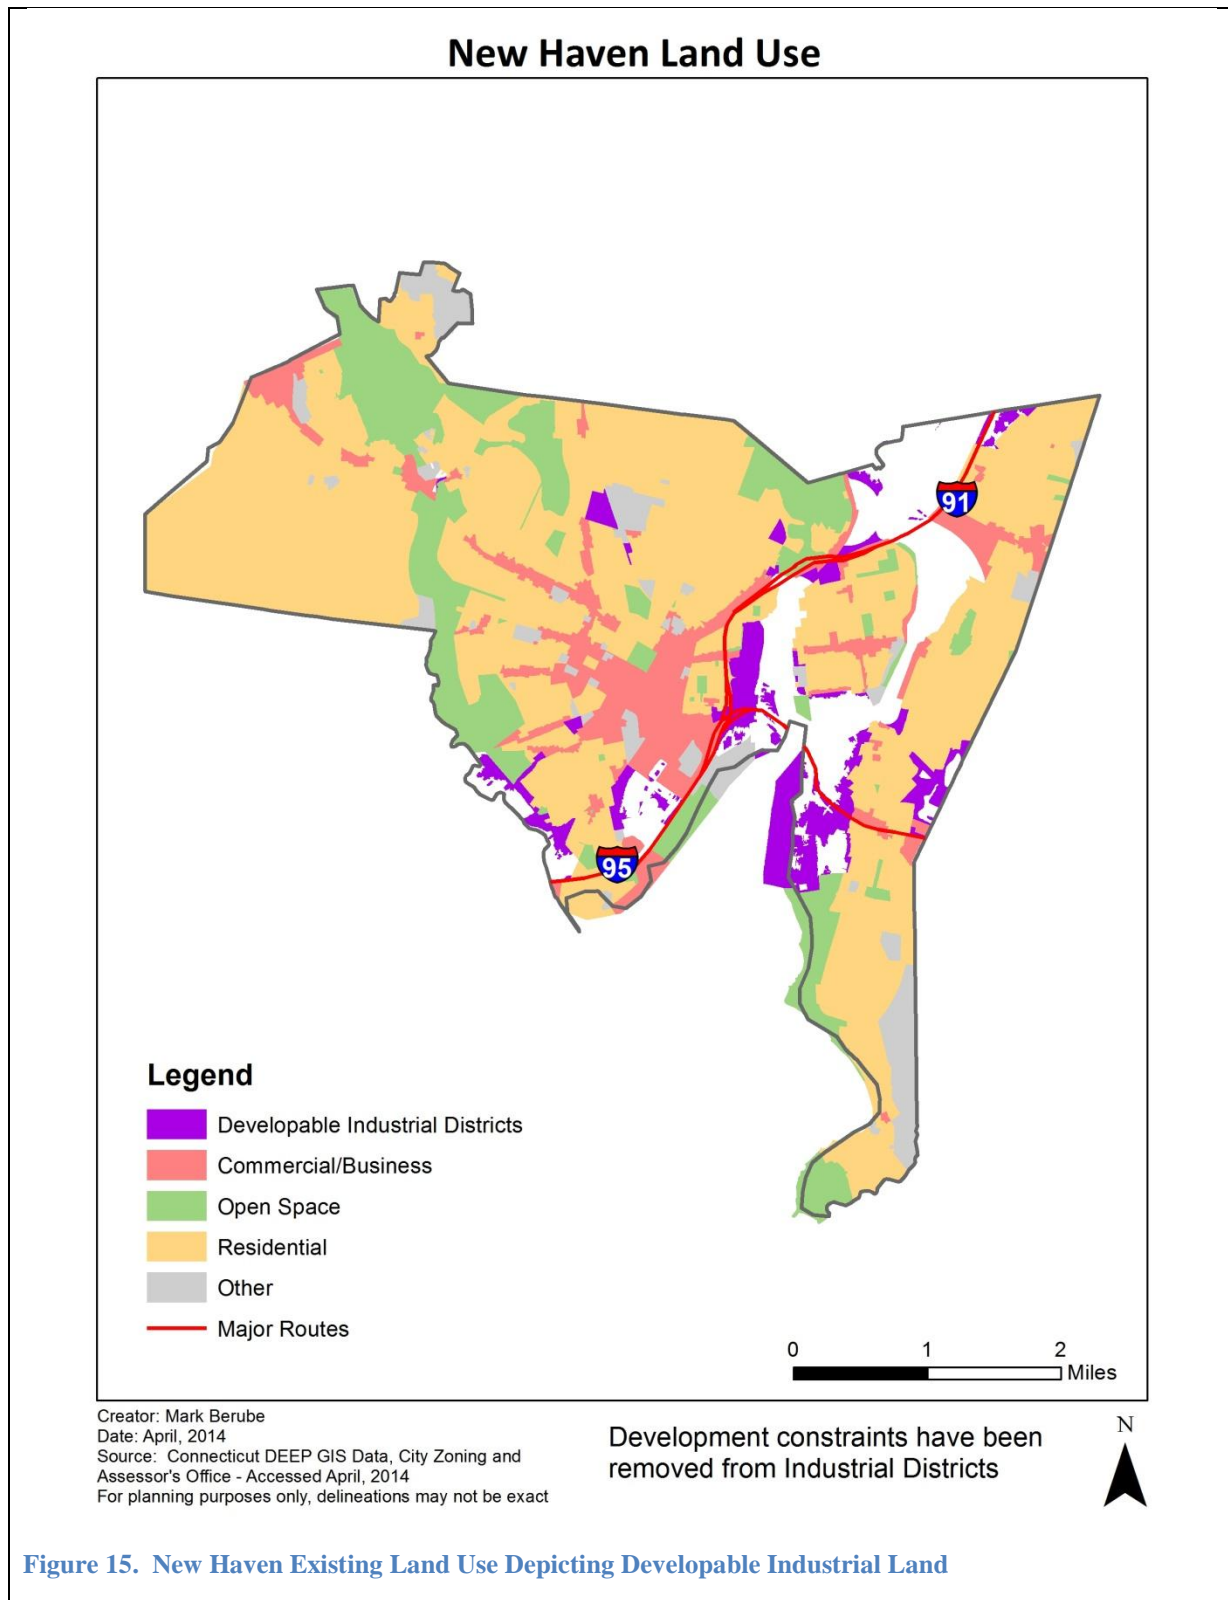 New Haven Land Use
91
95
Legend
Developable Industrial Districts
Commercial/Business
Open Space
Residential
Other
Major Routes
0 1 2
Miles
Creator: Mark Berube
Date: April, 2014
Source:  Connecticut DEEP GIS Data, City Zoning and
Assessor's Office - Accessed April, 2014
For planning purposes only, delineations may not be exact
Development constraints have been
removed from Industrial Districts
N
Figure 15.  New Haven Existing Land Use Depicting Developable Industrial Land